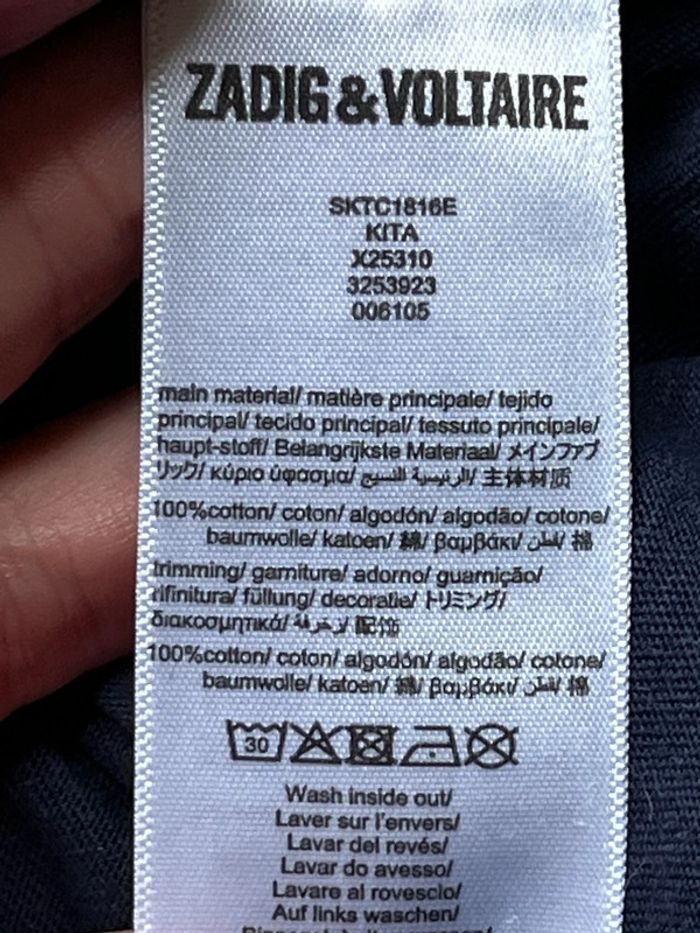 ZADIG&VOLTAIRE
SKTC1816E
KITA
X25310
3253923
006105
main material/ matière principale/ tejido
principal/ tecido principal/ tessuto principale/
haupt-stoff/ Belangrijkste Materiaal/ メインファブ
リック/ κύριο ύφασμα/ الرئيسية النسيج/ 主体材质
100%cotton/ coton/ algodón/ algodão/ cotone/
baumwolle/ katoen/ 綿/ βαμβάκι/ قطن/ 棉
trimming/ garniture/ adorno/ guarnição/
rifinitura/ füllung/ decoratie/ トリミング/
διακοσμητικά/ زخرفة/ 配饰
100%cotton/ coton/ algodón/ algodão/ cotone/
baumwolle/ katoen/ 綿/ βαμβάκι/ قطن/ 棉
30
Wash inside out/
Laver sur l'envers/
Lavar del revés/
Lavar do avesso/
Lavare al rovescio/
Auf links waschen/